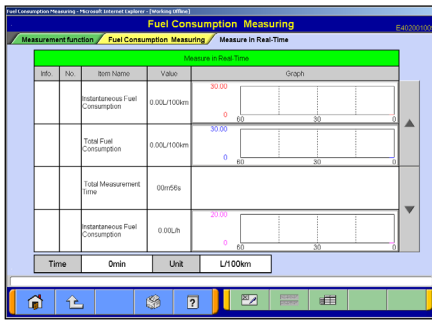 Fuel Consumption Measuring - Microsoft Internet Explorer - [Working Offline]
Fuel Consumption Measuring
E40201009
Measurement function Fuel Consumption Measuring Measure in Real-Time
Measure in Real-Time
Info. No. Item Name Value Graph
Instantaneous Fuel
Consumption
0.00L/100km
30.00
0
60 30 0
Total Fuel
Consumption
0.00L/100km
30.00
0
60 30 0
Total Measurement
Time
00m56s
Instantaneous Fuel
Consumption
0.00L/h
20.00
0
60 30 0
Time 0min Unit L/100km
?